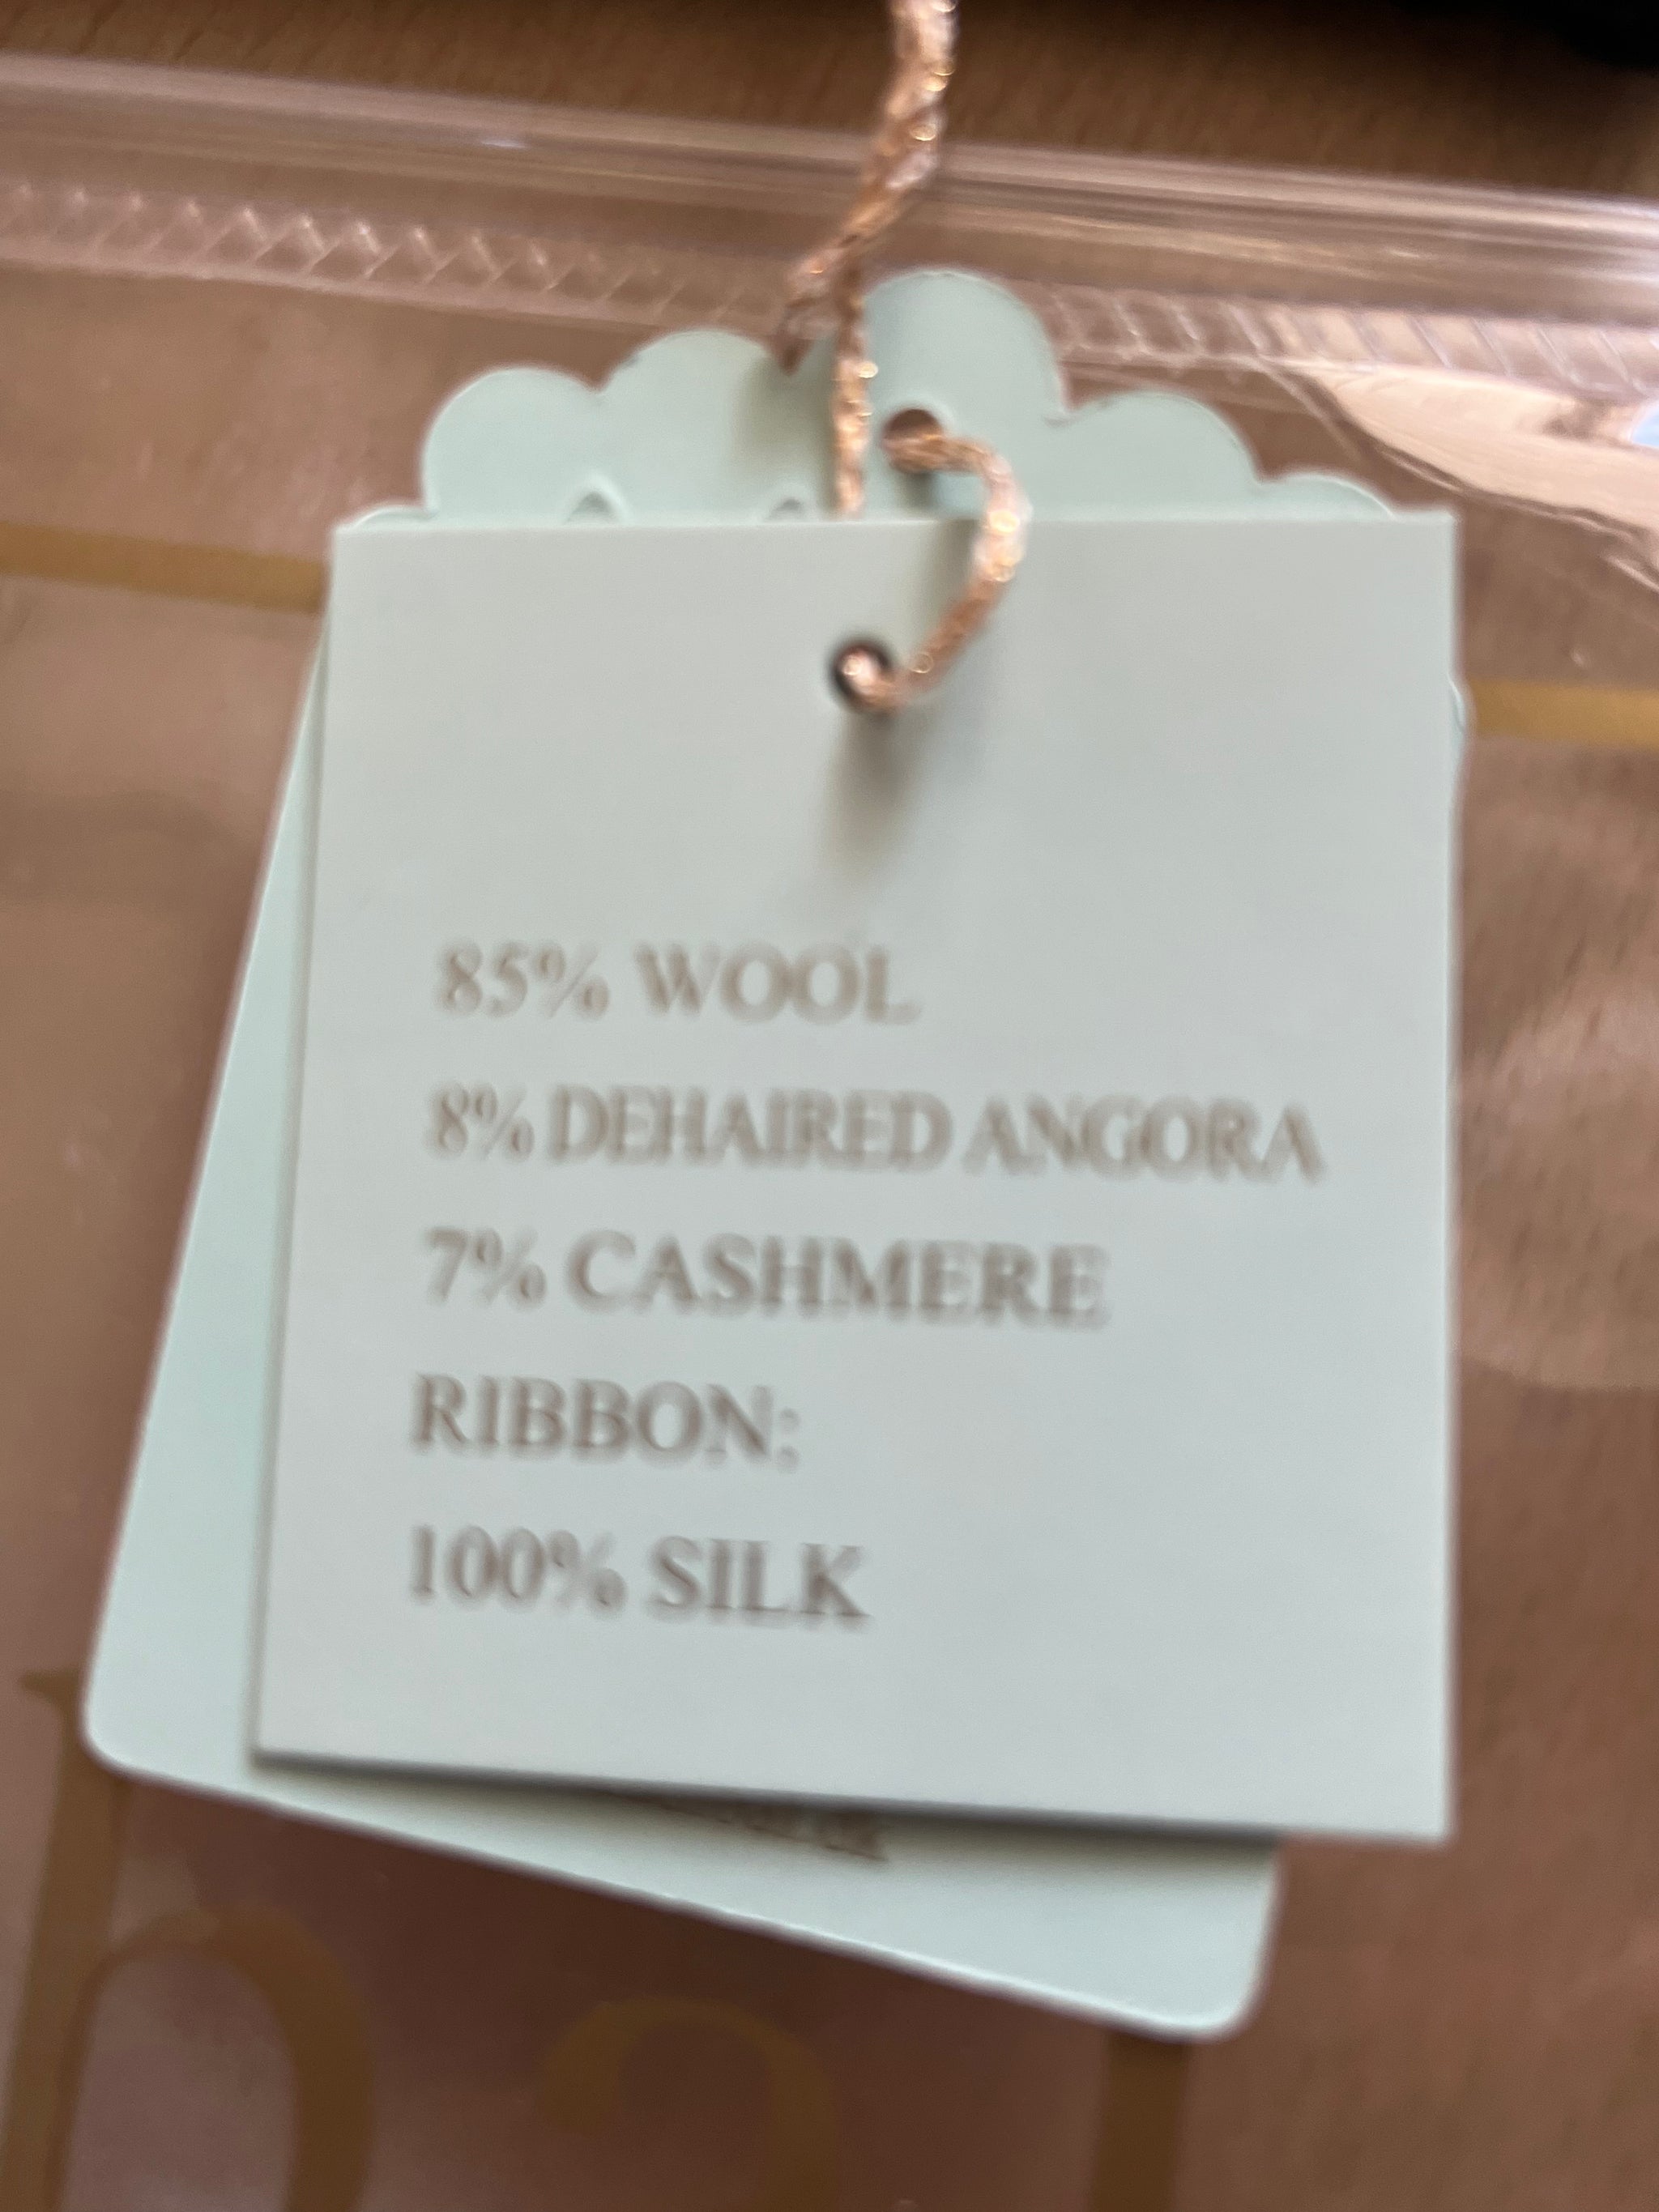 85% WOOL
8% DEHAIRED ANGORA
7% CASHMERE
RIBBON:
100% SILK